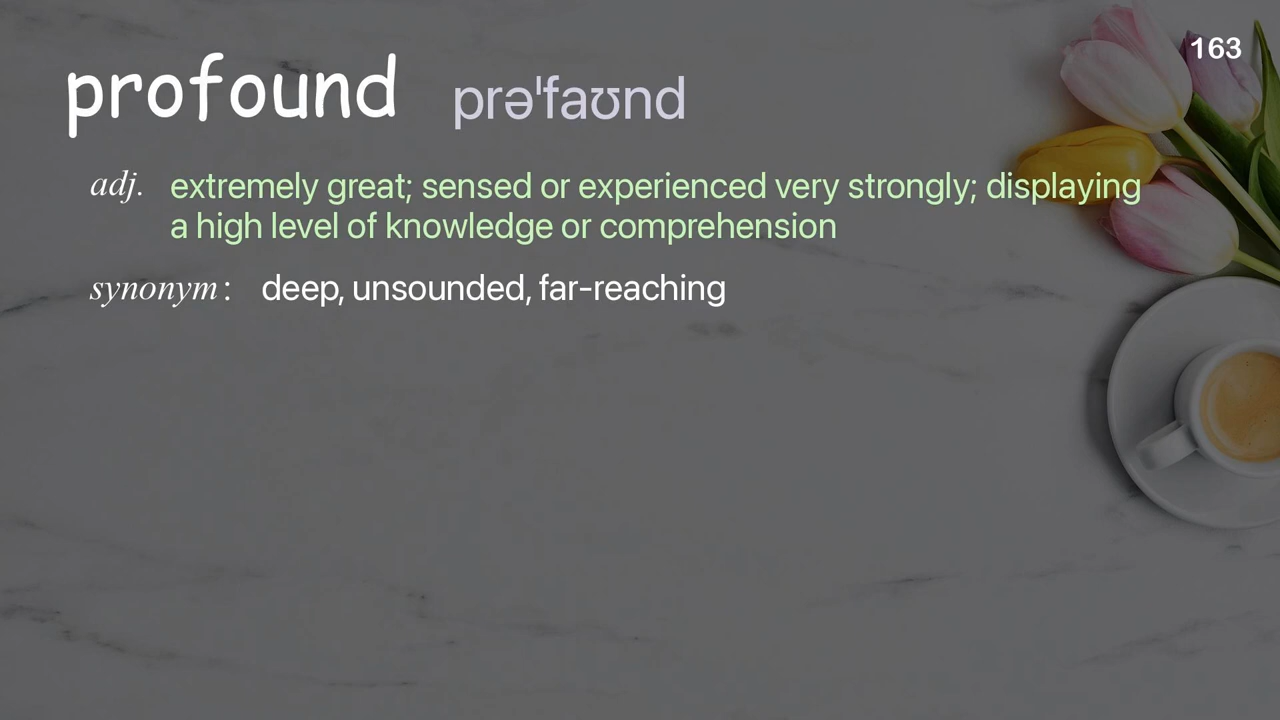 163
profound prəˈfaʊnd
adj. extremely great; sensed or experienced very strongly; displaying
a high level of knowledge or comprehension
synonym: deep, unsounded, far-reaching